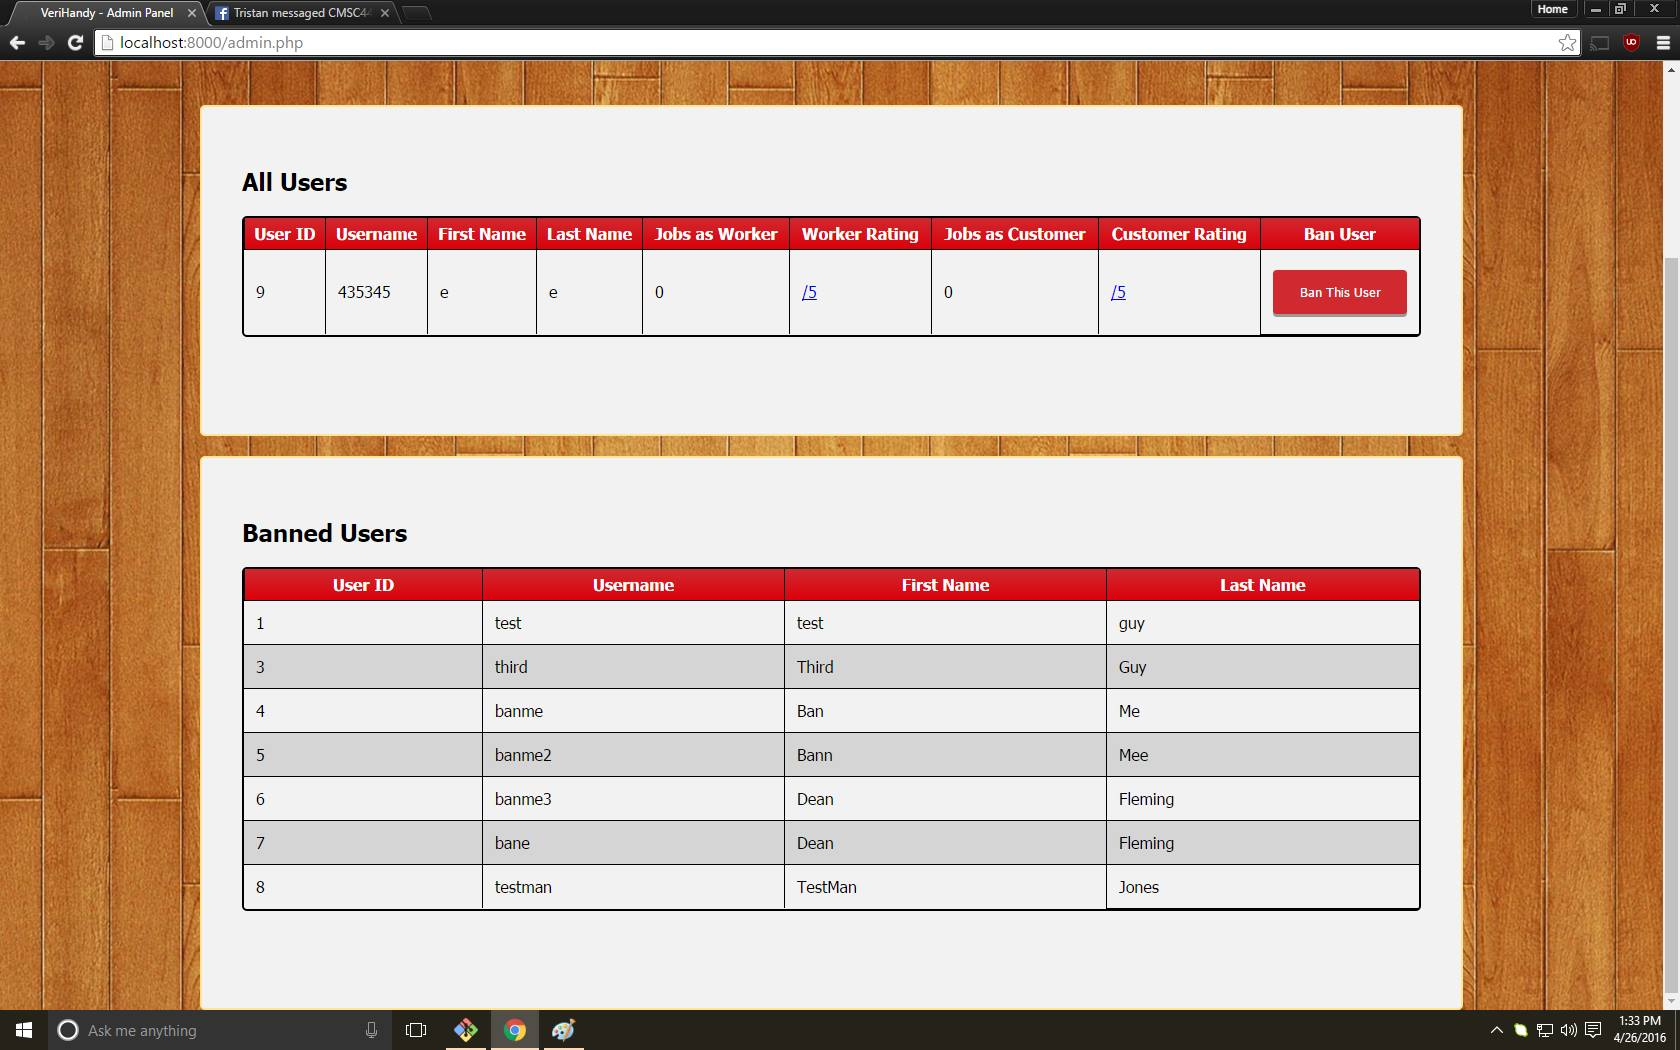 VeriHandy - Admin Panel
Tristan messaged CMSC44
Home
localhost:8000/admin.php
All Users
User ID Username First Name Last Name Jobs as Worker Worker Rating Jobs as Customer Customer Rating Ban User
9 435345 e e 0 /5 0 /5 Ban This User
Banned Users
User ID Username First Name Last Name
1 test test guy
3 third Third Guy
4 banme Ban Me
5 banme2 Bann Mee
6 banme3 Dean Fleming
7 bane Dean Fleming
8 testman TestMan Jones
Ask me anything
1:33 PM
4/26/2016